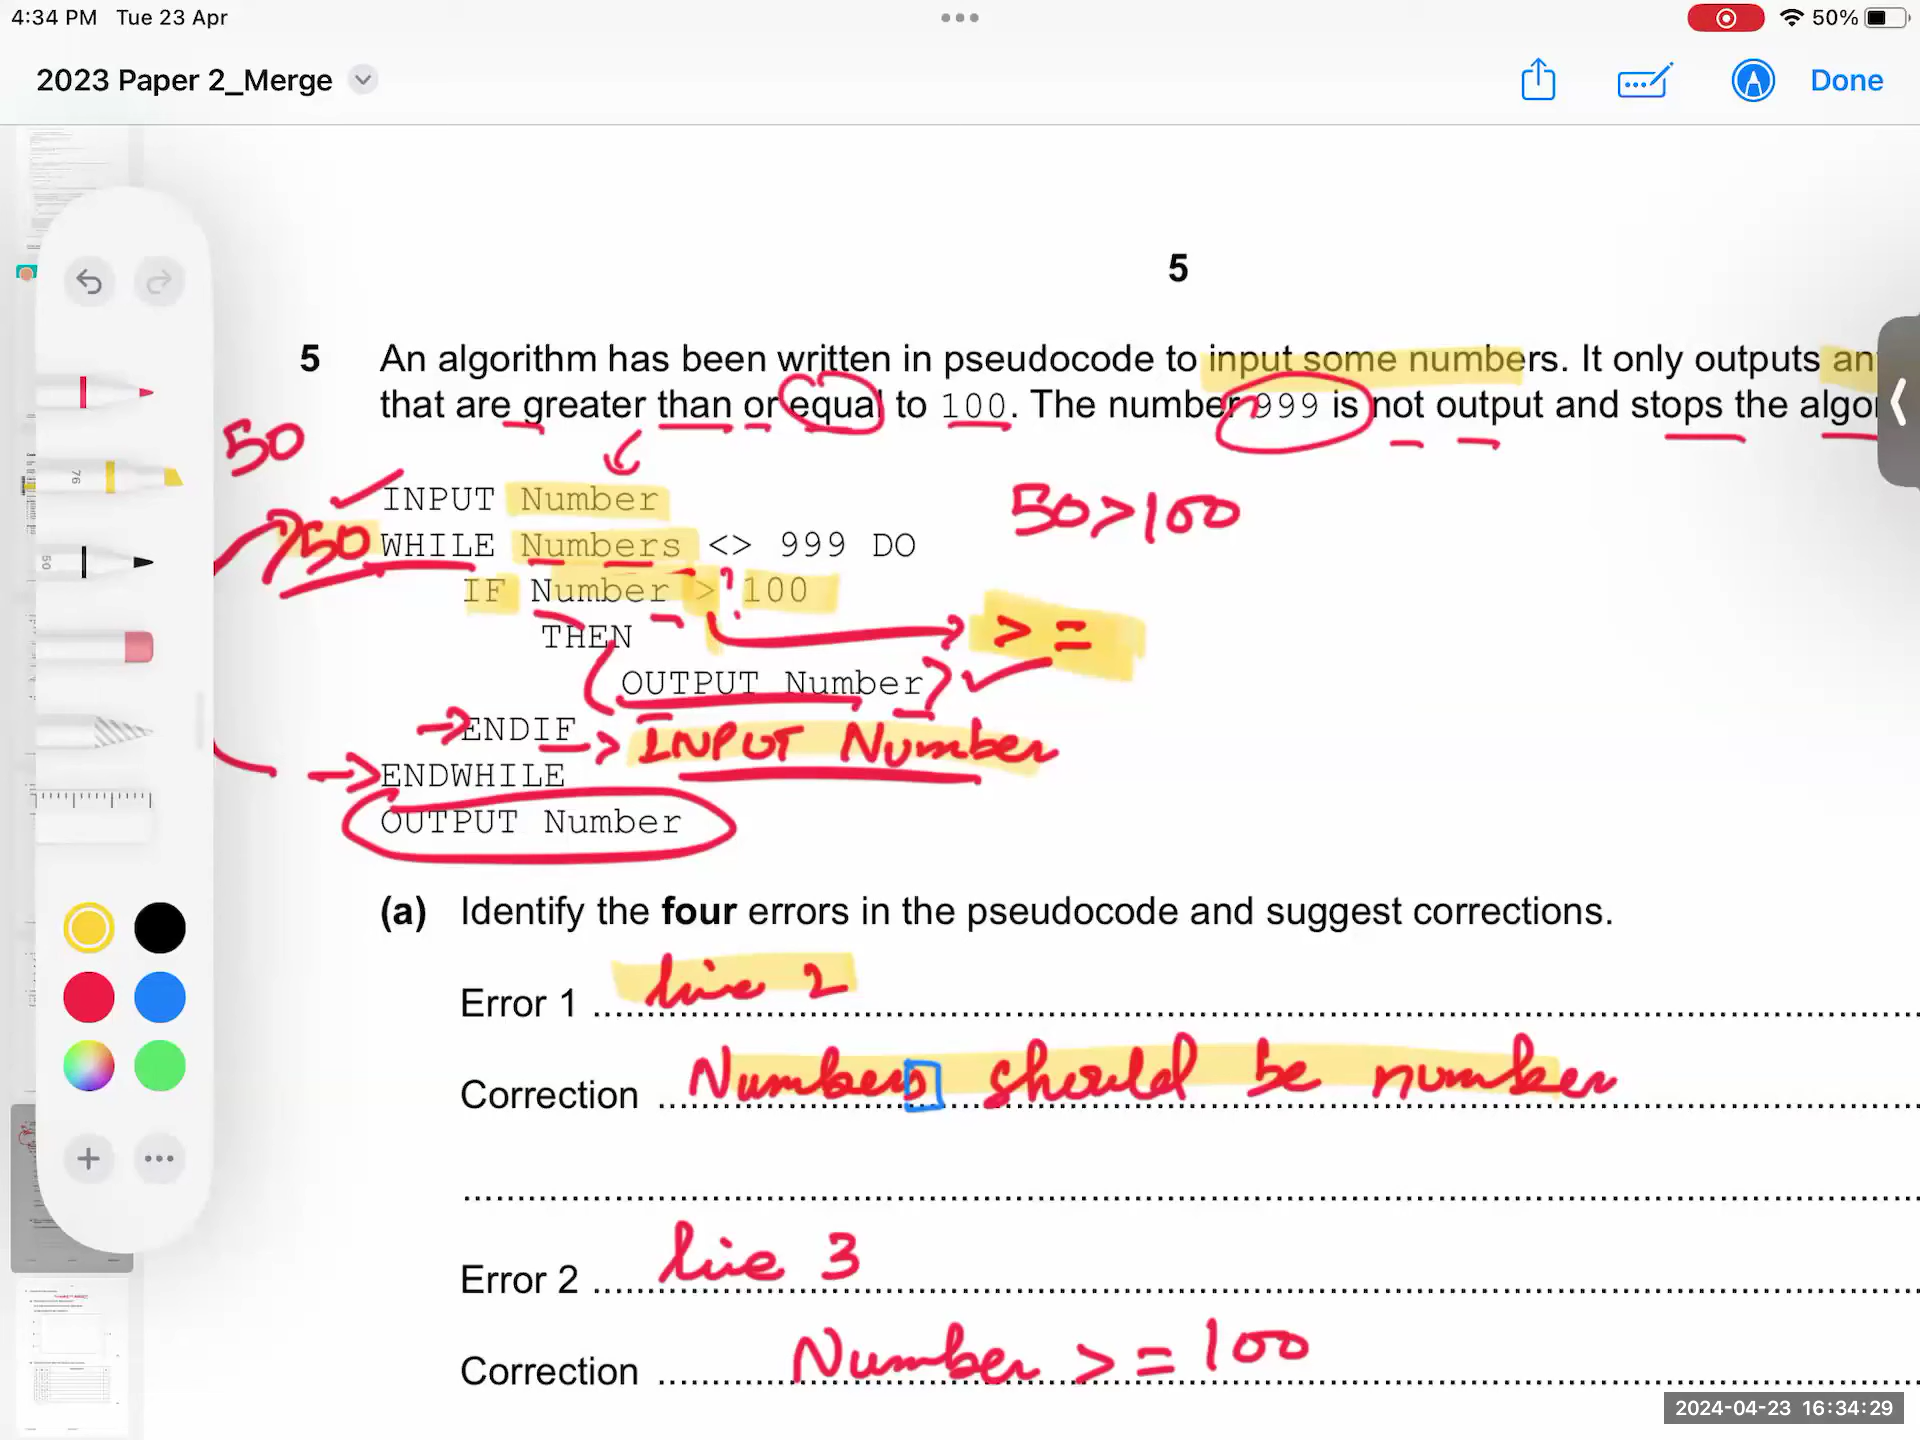 4:34 PM Tue 23 Apr
50%
2023 Paper 2_Merge
Done
5
5 An algorithm has been written in pseudocode to input some numbers. It only outputs an
that are greater than or equal to 100. The number 999 is not output and stops the algo
50
INPUT Number
50>100
50
WHILE Numbers <> 999 DO
IF Number > 100
?
THEN
> =
OUTPUT Number
ENDIF
INPUT Number
ENDWHILE
OUTPUT Number
(a) Identify the four errors in the pseudocode and suggest corrections.
Error 1 line 2
Correction Numbers should be number
Error 2 line 3
Correction Number >= 100
76
50
2024-04-23 16:34:29